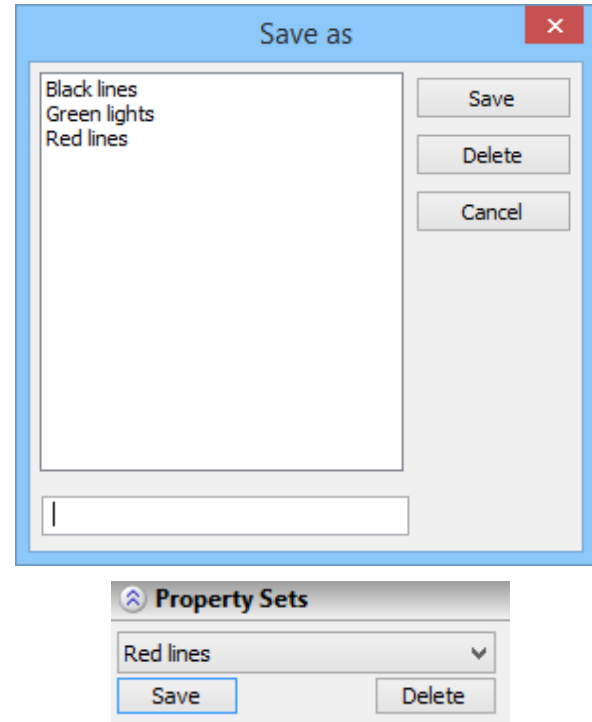 Save as
Black lines
Green lights
Red lines
Save
Delete
Cancel
Property Sets
Red lines
Save Delete